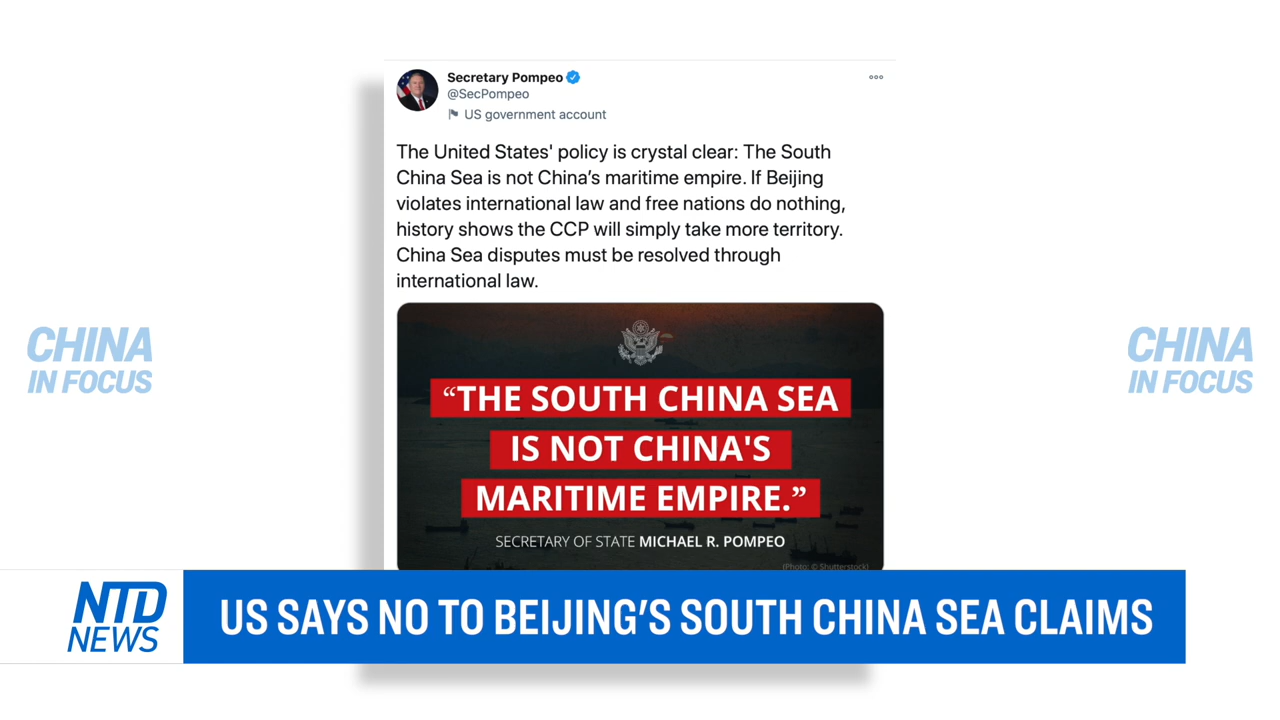 Secretary Pompeo
@SecPompeo
US government account
The United States' policy is crystal clear: The South
China Sea is not China's maritime empire. If Beijing
violates international law and free nations do nothing,
history shows the CCP will simply take more territory.
China Sea disputes must be resolved through
international law.
CHINA
IN FOCUS
CHINA
IN FOCUS
“THE SOUTH CHINA SEA
IS NOT CHINA'S
MARITIME EMPIRE.”
SECRETARY OF STATE MICHAEL R. POMPEO
(Photo: © Shutterstock)
NTD
NEWS
US SAYS NO TO BEIJING’S SOUTH CHINA SEA CLAIMS